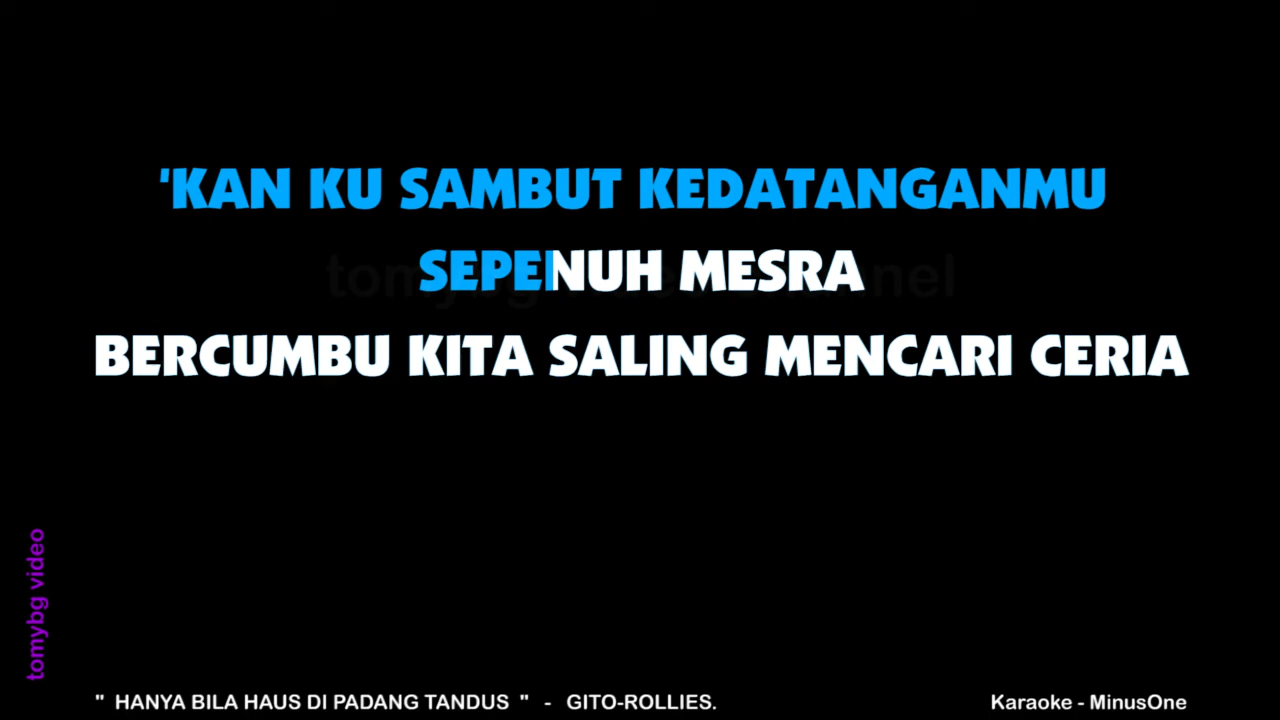 'KAN KU SAMBUT KEDATANGANMU
SEPENUH MESRA
BERCUMBU KITA SALING MENCARI CERIA
tomybg video
" HANYA BILA HAUS DI PADANG TANDUS " - GITO-ROLLIES.
Karaoke - MinusOne